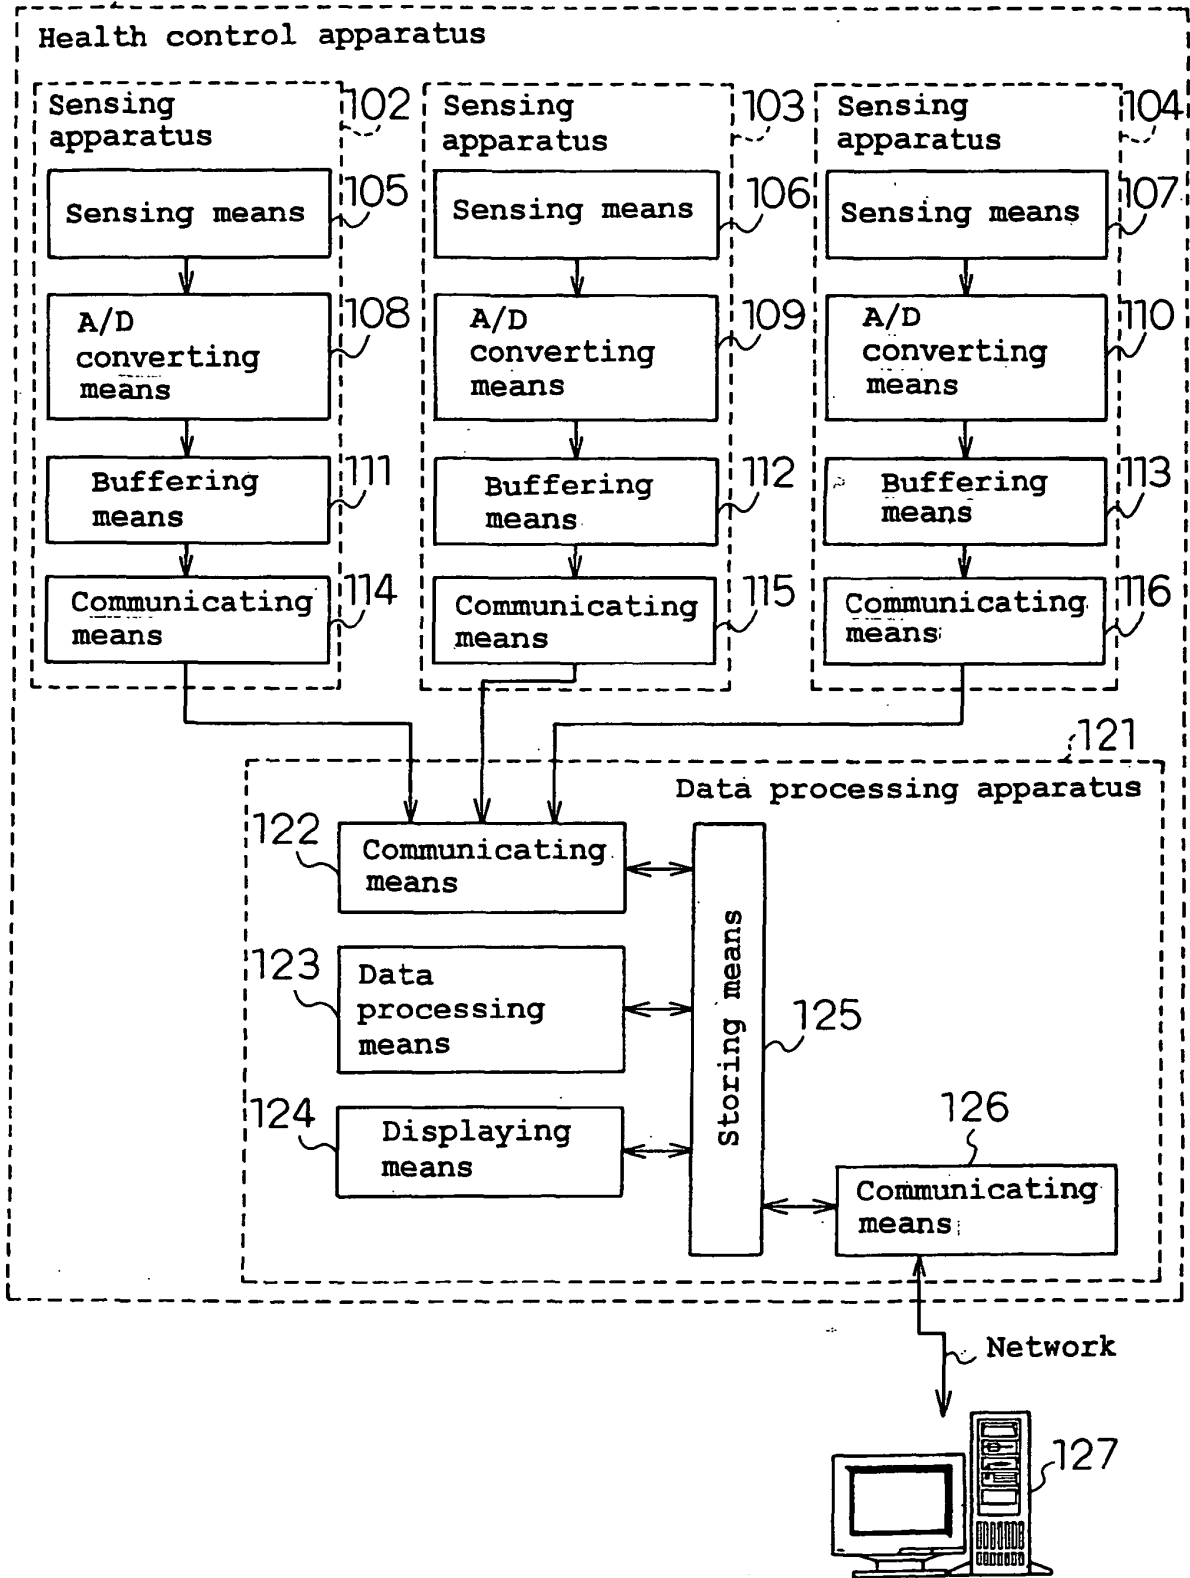 Health control apparatus
Sensing
apparatus
102
Sensing means
105
A/D
converting
means
108
Buffering
means
111
Communicating
means
114
Sensing
apparatus
103
Sensing means
106
A/D
converting
means
109
Buffering
means
112
Communicating
means
115
Sensing
apparatus
104
Sensing means
107
A/D
converting
means
110
Buffering
means
113
Communicating
means
116
121
Data processing apparatus
122
Communicating
means
123
Data
processing
means
124
Displaying
means
Storing means
125
126
Communicating
means
Network
127